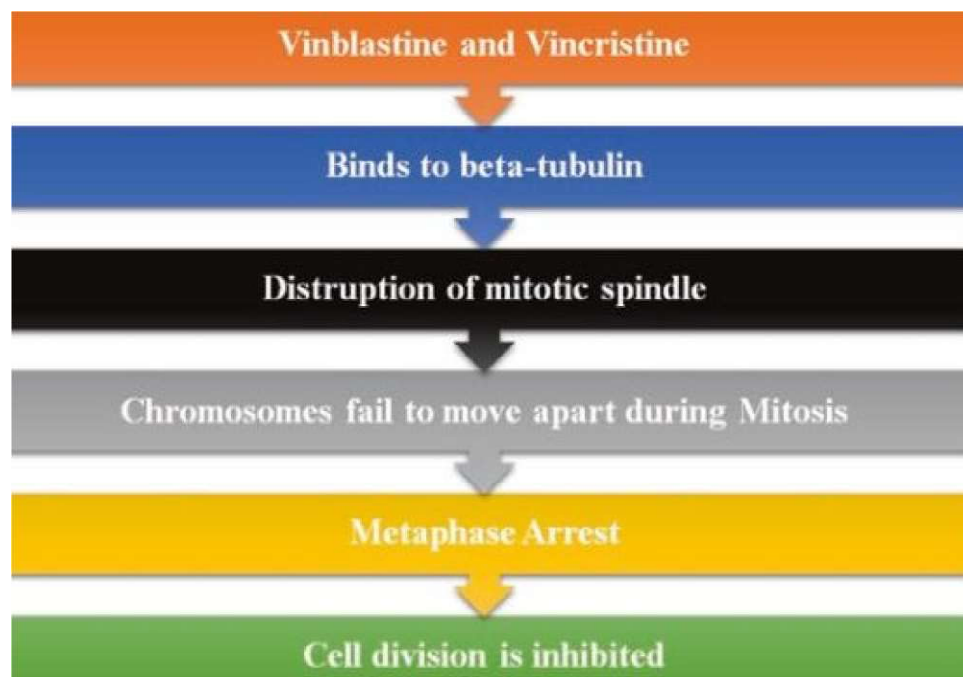 Vinblastine and Vincristine
Binds to beta-tubulin
Distruption of mitotic spindle
Chromosomes fail to move apart during Mitosis
Metaphase Arrest
Cell division is inhibited